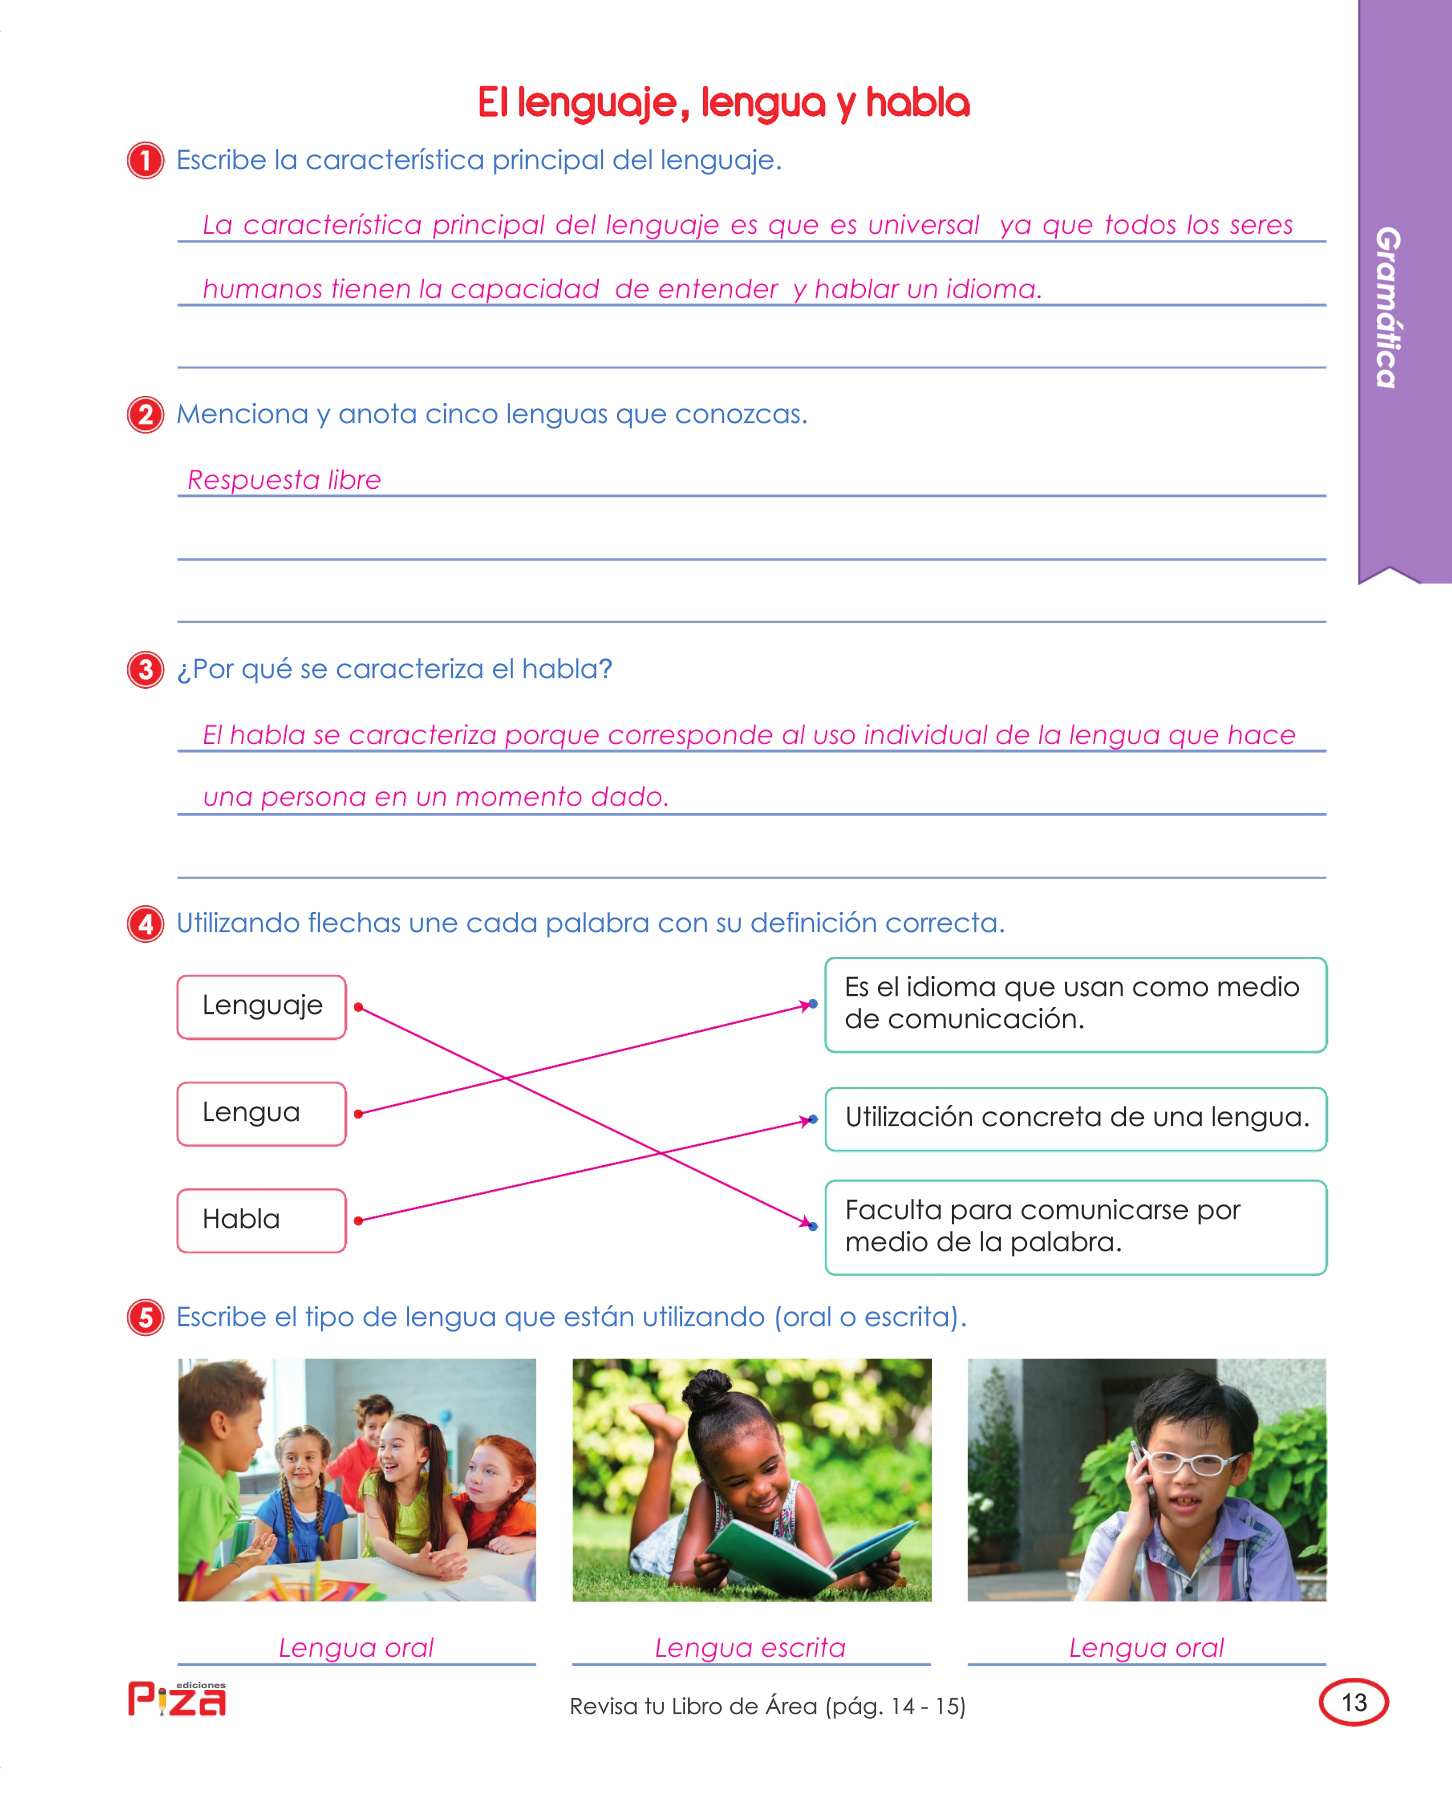 El lenguaje, lengua y habla
1 Escribe la característica principal del lenguaje.
La característica principal del lenguaje es que es universal ya que todos los seres
humanos tienen la capacidad de entender y hablar un idioma.
2 Menciona y anota cinco lenguas que conozcas.
Respuesta libre
3 ¿Por qué se caracteriza el habla?
El habla se caracteriza porque corresponde al uso individual de la lengua que hace
una persona en un momento dado.
4 Utilizando flechas une cada palabra con su definición correcta.
Lenguaje
Lengua
Habla
Es el idioma que usan como medio
de comunicación.
Utilización concreta de una lengua.
Faculta para comunicarse por
medio de la palabra.
5 Escribe el tipo de lengua que están utilizando (oral o escrita).
Lengua oral
Lengua escrita
Lengua oral
ediciones
Piza
Revisa tu Libro de Área (pág. 14 - 15)
13
Gramática